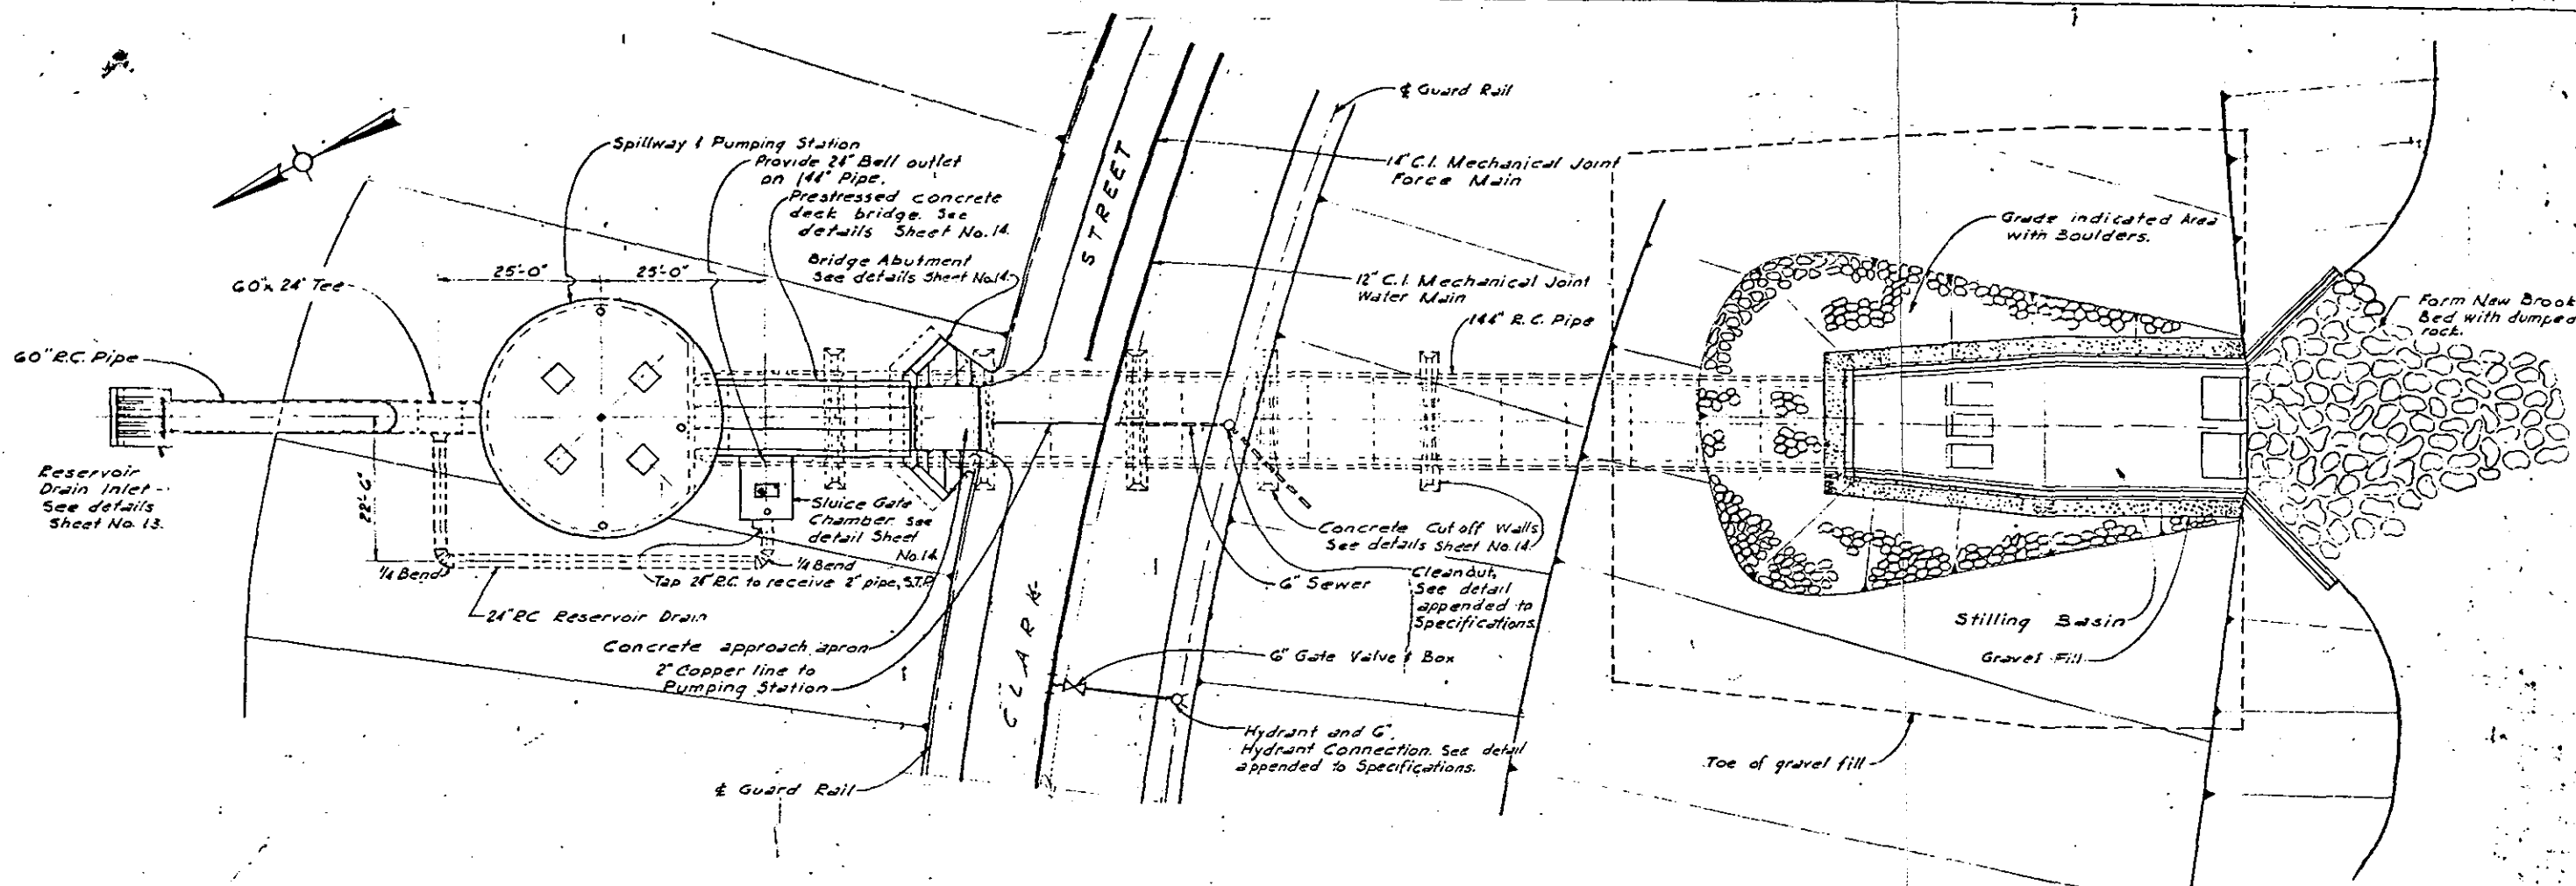 Spillway & Pumping Station
Provide 24" Bell outlet
on 144" Pipe.
Prestressed concrete
deck bridge. See
details Sheet No. 14.
Bridge Abutment
See details Sheet No.14.
25'-0"
25'-0"
60"x 24" Tee
60" R.C. Pipe
Reservoir
Drain Inlet -
See details
Sheet No. 13.
22'-6"
1/4 Bend
24" R.C. Reservoir Drain
Sluice Gate
Chamber. See
detail Sheet
No. 14
1/4 Bend
Tap 24" R.C. to receive 2" pipe, S.T.P.
Concrete approach apron
2" Copper line to
Pumping Station
℄ Guard Rail
CLARK
STREET
℄ Guard Rail
C.I. Mechanical Joint
Force Main
12" C.I. Mechanical Joint
Water Main
144" R.C. Pipe
Concrete Cutoff Walls
See details Sheet No. 14.
6" Sewer
Cleanout,
See detail
appended to
Specifications.
6" Gate Valve & Box
Hydrant and 6"
Hydrant Connection. See detail
appended to Specifications.
Grade indicated Area
with Boulders.
Form New Brook
Bed with dumped
rock.
Stilling Basin
Gravel Fill
Toe of gravel fill